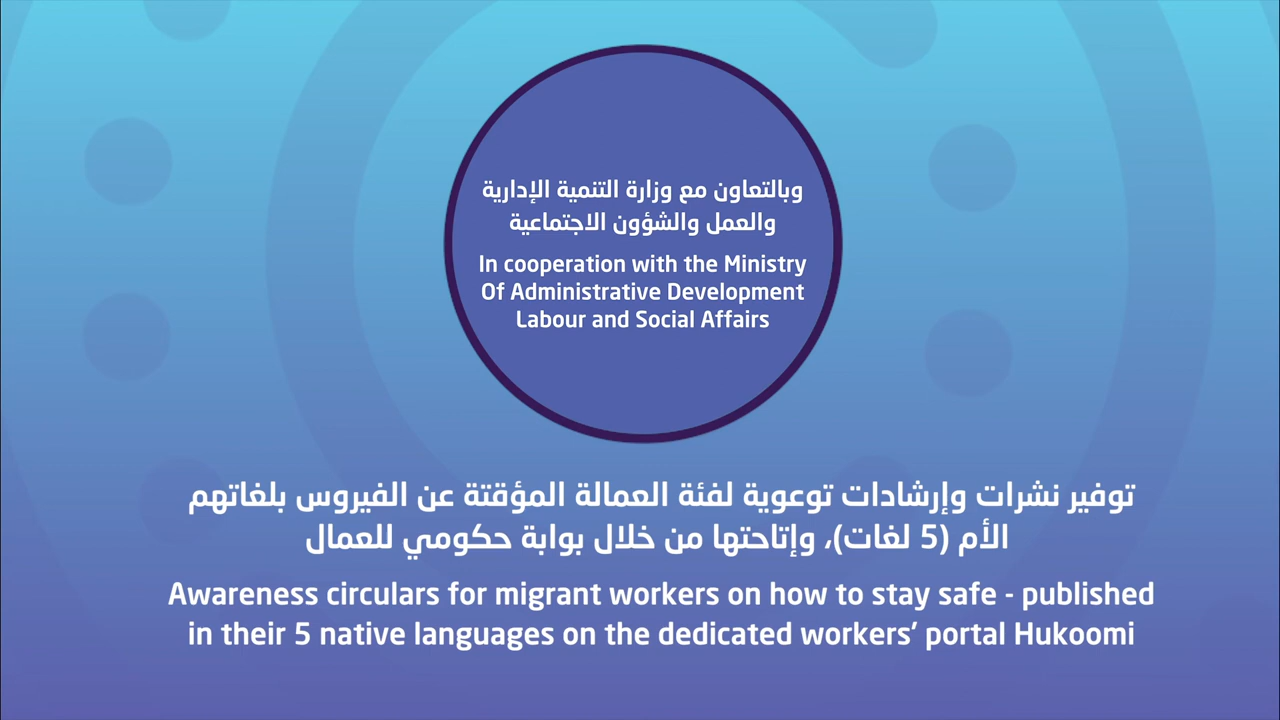 وبالتعاون مع وزارة التنمية الإدارية
والعمل والشؤون الاجتماعية
In cooperation with the Ministry
Of Administrative Development
Labour and Social Affairs
توفير نشرات وإرشادات توعوية لفئة العمالة المؤقتة عن الفيروس بلغاتهم
الأم (5 لغات)، وإتاحتها من خلال بوابة حكومي للعمال
Awareness circulars for migrant workers on how to stay safe - published
in their 5 native languages on the dedicated workers’ portal Hukoomi